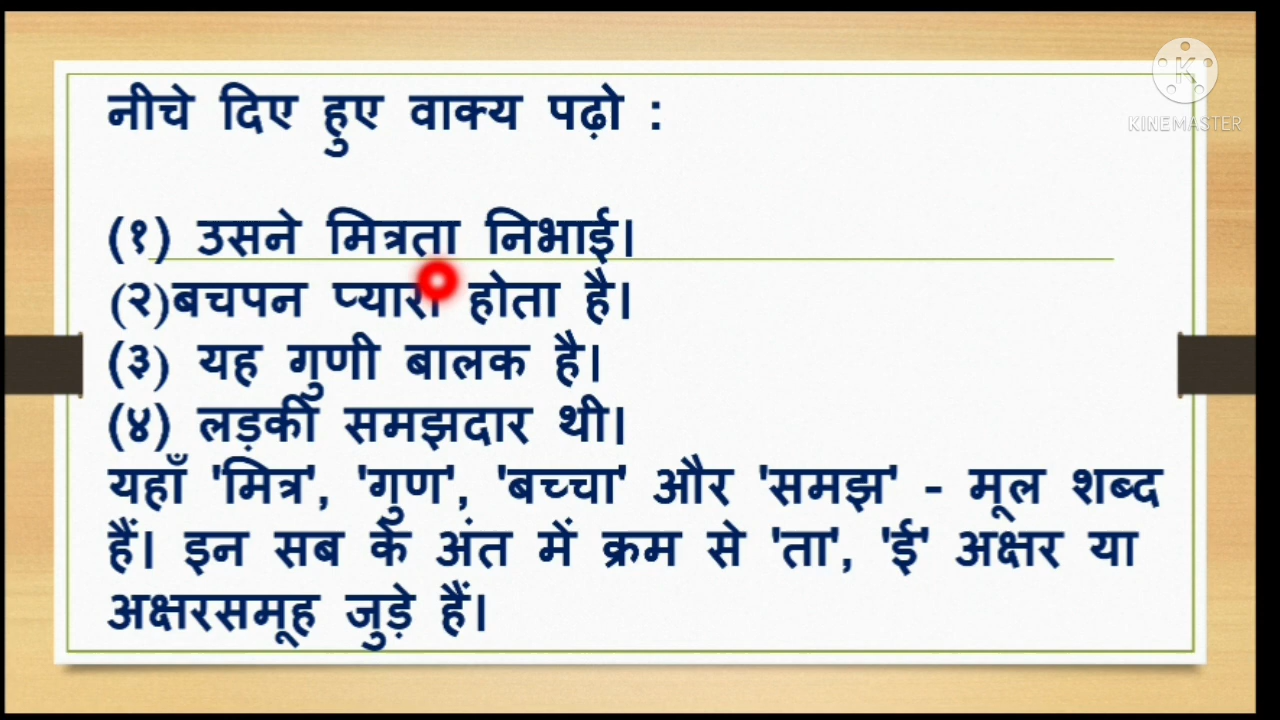 नीचे दिए हुए वाक्य पढ़ो :
KINEMASTER
(१) उसने मित्रता निभाई।
(२)बचपन प्यारा होता है।
(३) यह गुणी बालक है।
(४) लड़की समझदार थी।
यहाँ 'मित्र', 'गुण', 'बच्चा' और 'समझ' - मूल शब्द
हैं। इन सब के अंत में क्रम से 'ता', 'ई' अक्षर या
अक्षरसमूह जुड़े हैं।